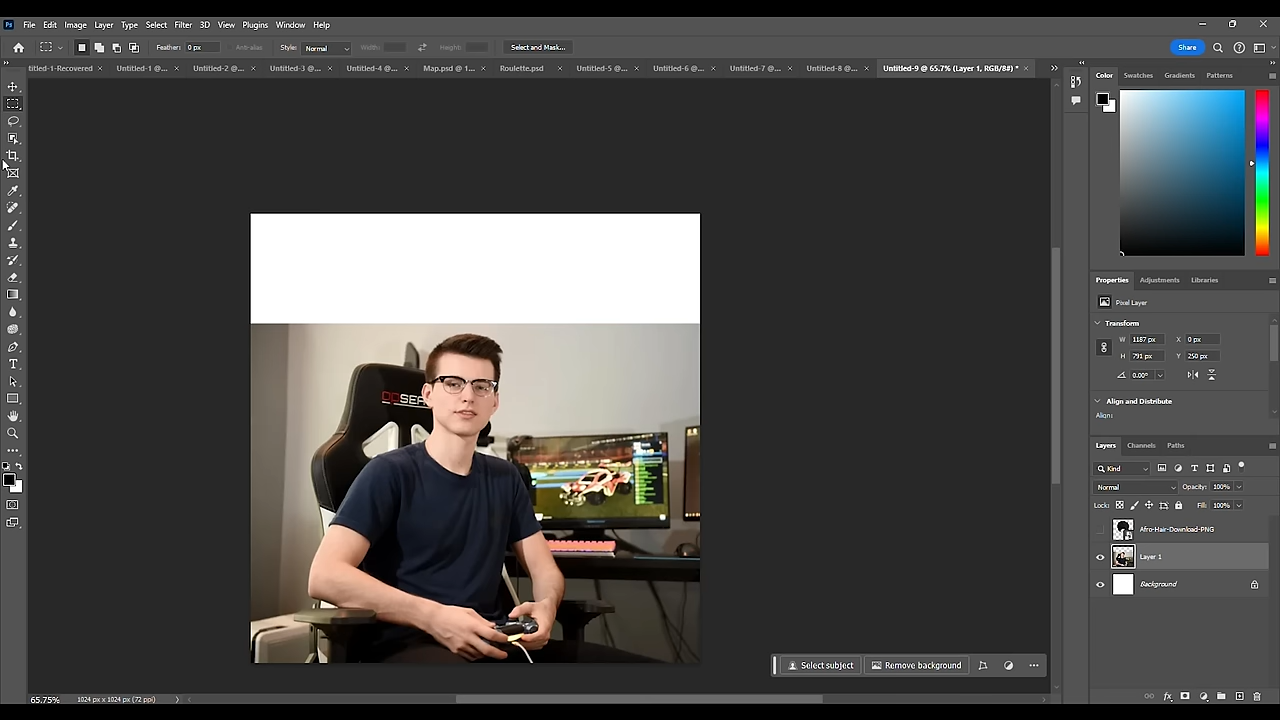 Ps File Edit Image Layer Type Select Filter 3D View Plugins Window Help
Feather: 0 px Anti-alias Style: Normal Width: Height: Select and Mask... Share
titled-1-Recovered Untitled-1 @... Untitled-2 @... Untitled-3 @... Untitled-4 @... Map.psd @ 1... Roulette.psd Untitled-5 @... Untitled-6 @... Untitled-7 @... Untitled-8 @... Untitled-9 @ 65.7% (Layer 1, RGB/8#) *
Color Swatches Gradients Patterns
Properties Adjustments Libraries
Pixel Layer
Transform
W 1187 px X 0 px
H 791 px Y 250 px
0.00°
Align and Distribute
Align:
Layers Channels Paths
Kind
Normal Opacity: 100%
Lock: Fill: 100%
Afro-Hair-Download-PNG
Layer 1
Background
Select subject Remove background
65.75% 1024 px x 1024 px (72 ppi)